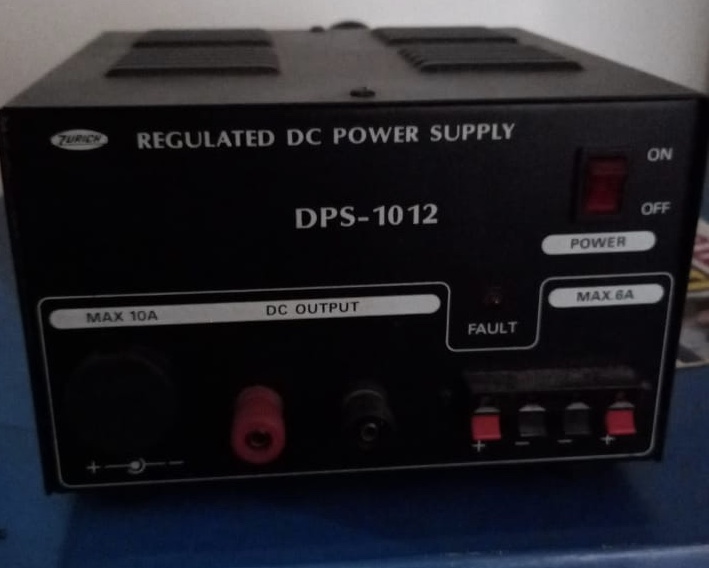 ZURICH
REGULATED DC POWER SUPPLY
ON
DPS-1012
OFF
POWER
MAX 10A
DC OUTPUT
MAX.6A
FAULT
+ -
+ - - +